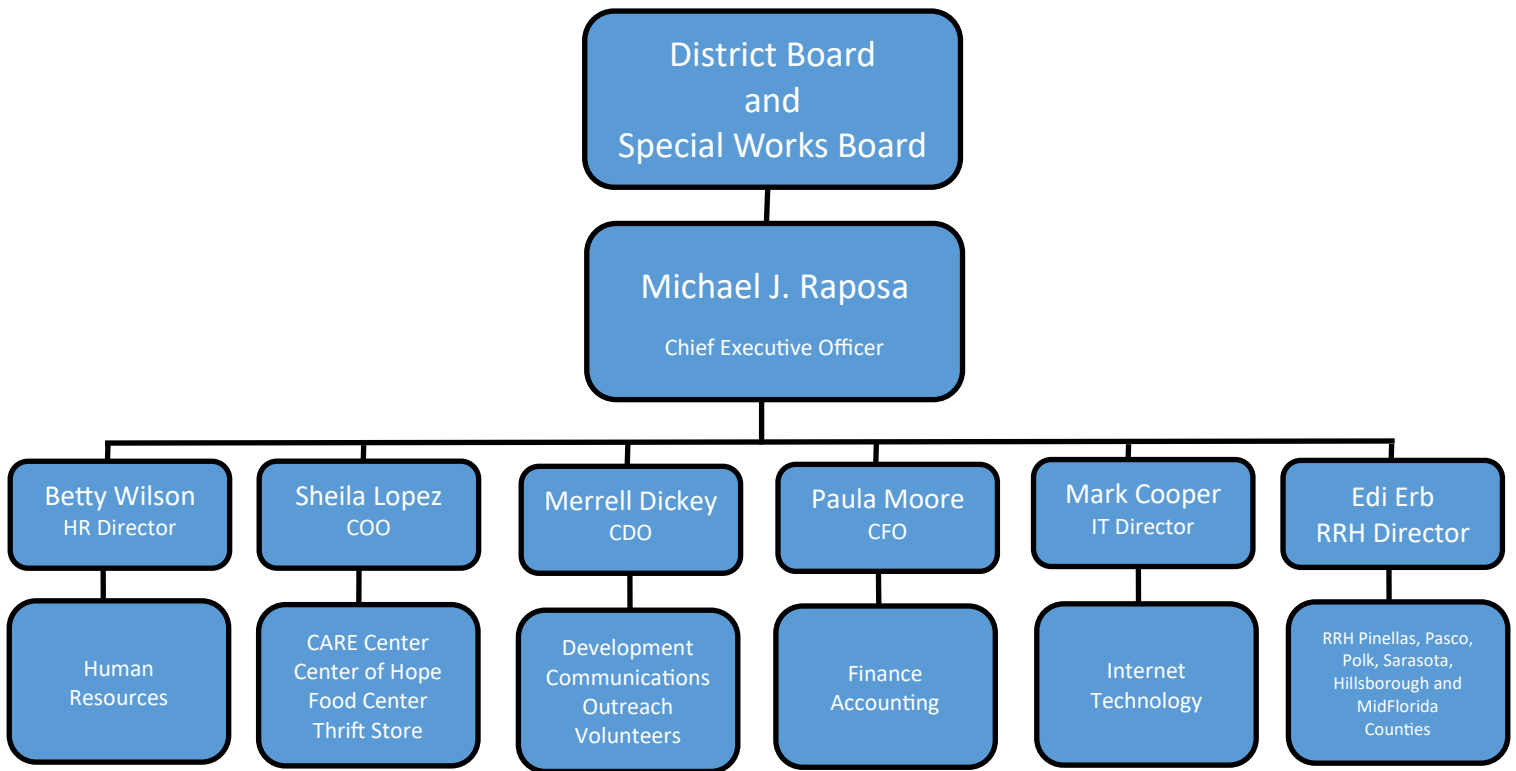 District Board
and
Special Works Board
Michael J. Raposa
Chief Executive Officer
Betty Wilson
HR Director
Sheila Lopez
COO
Merrell Dickey
CDO
Paula Moore
CFO
Mark Cooper
IT Director
Edi Erb
RRH Director
Human
Resources
CARE Center
Center of Hope
Food Center
Thrift Store
Development
Communications
Outreach
Volunteers
Finance
Accounting
Internet
Technology
RRH Pinellas, Pasco,
Polk, Sarasota,
Hillsborough and
MidFlorida
Counties